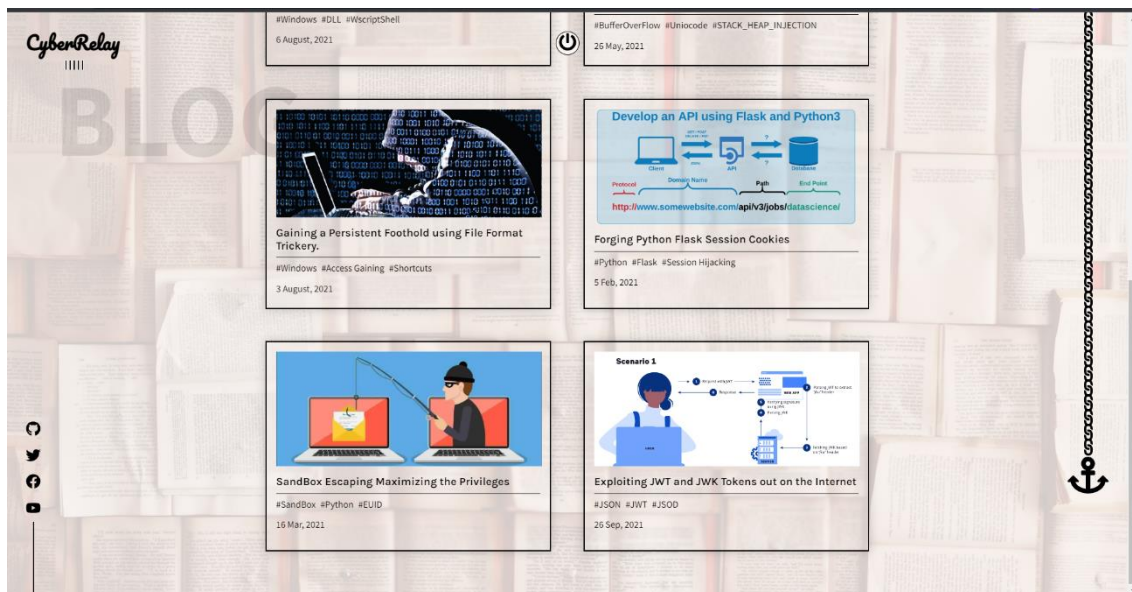 CyberRelay
BLOG
#Windows #DLL #WscriptShell
6 August, 2021
#BufferOverFlow #Uniocode #STACK_HEAP_INJECTION
26 May, 2021
Gaining a Persistent Foothold using File Format
Trickery.
#Windows #Access Gaining #Shortcuts
3 August, 2021
Develop an API using Flask and Python3
Client
API
Database
Protocol
Domain Name
Path
End Point
http://www.somewebsite.com/api/v3/jobs/datascience/
Forging Python Flask Session Cookies
#Python #Flask #Session Hijacking
5 Feb, 2021
SandBox Escaping Maximizing the Privileges
#SandBox #Python #EUID
16 Mar, 2021
Scenario 1
Exploiting JWT and JWK Tokens out on the Internet
#JSON #JWT #JSOD
26 Sep, 2021